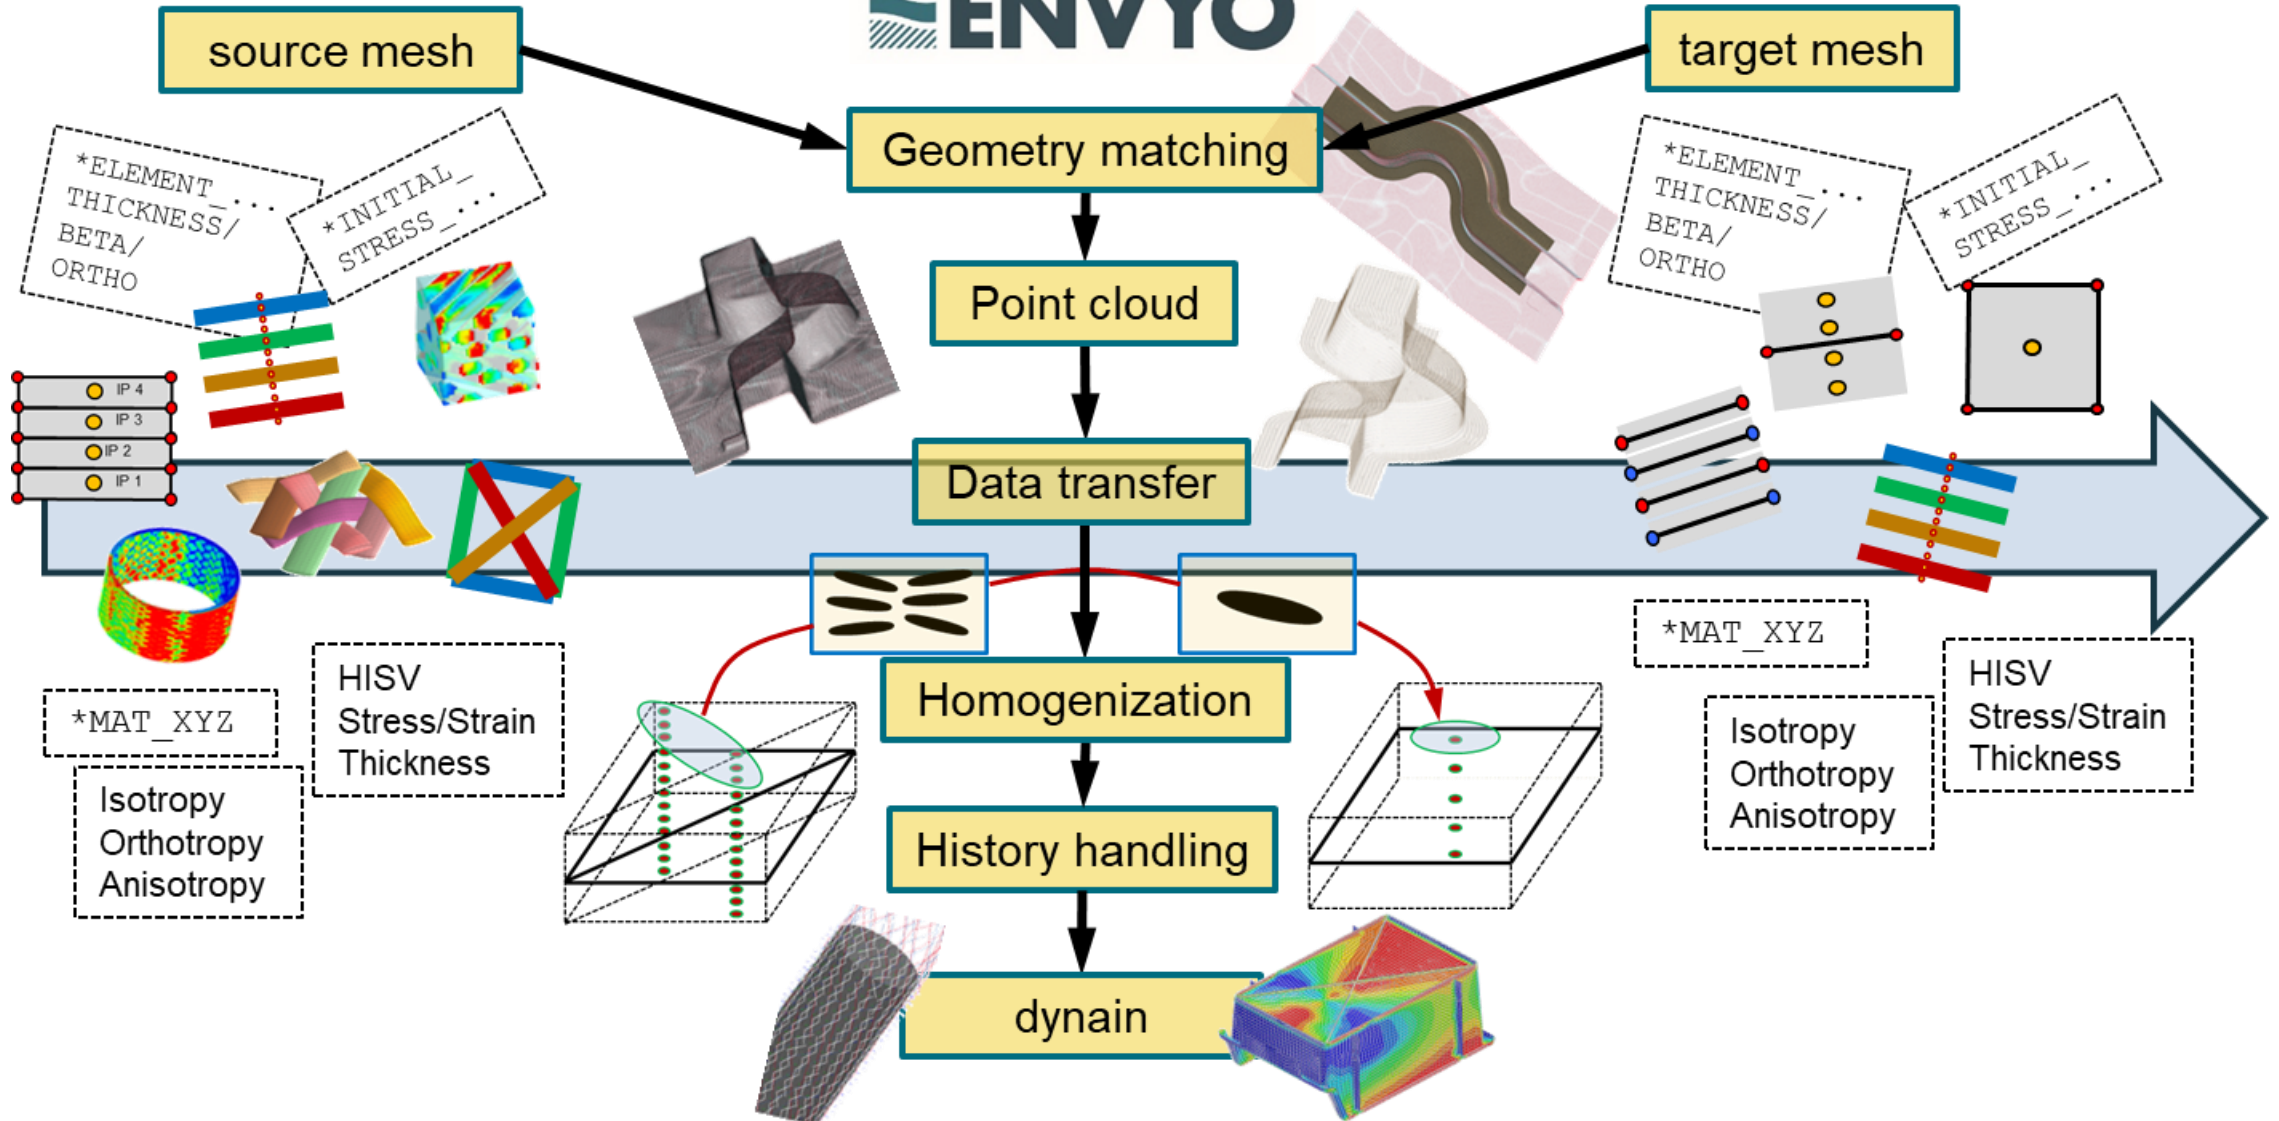 ENVYO
source mesh
target mesh
Geometry matching
*ELEMENT_...
THICKNESS/
BETA/
ORTHO
*INITIAL_
STRESS_...
*ELEMENT_...
THICKNESS/
BETA/
ORTHO
*INITIAL_
STRESS_...
Point cloud
IP 4
IP 3
IP 2
IP 1
Data transfer
*MAT_XYZ
HISV
Stress/Strain
Thickness
Isotropy
Orthotropy
Anisotropy
Homogenization
*MAT_XYZ
HISV
Stress/Strain
Thickness
Isotropy
Orthotropy
Anisotropy
History handling
dynain